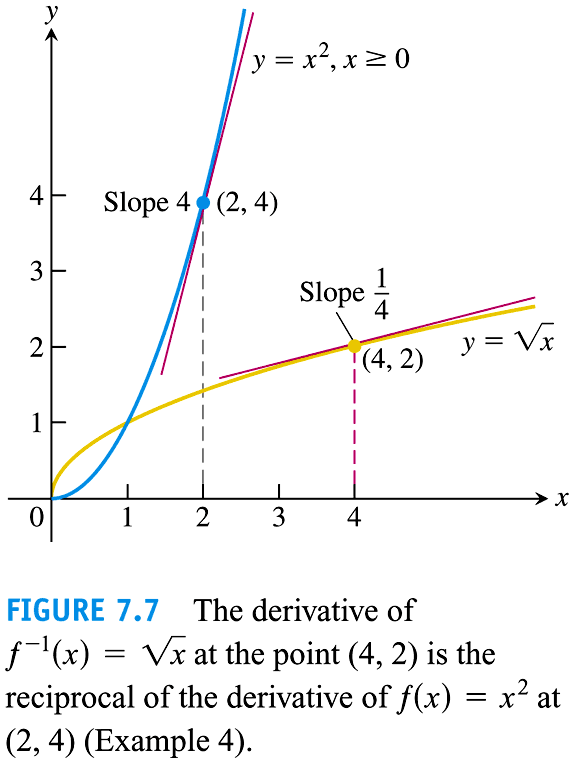 y
y = x², x ≥ 0
4
Slope 4
(2, 4)
3
Slope 1/4
2
(4, 2)
y = √x
1
0
1
2
3
4
x
FIGURE 7.7 The derivative of
f⁻¹(x) = √x at the point (4, 2) is the
reciprocal of the derivative of f(x) = x² at
(2, 4) (Example 4).